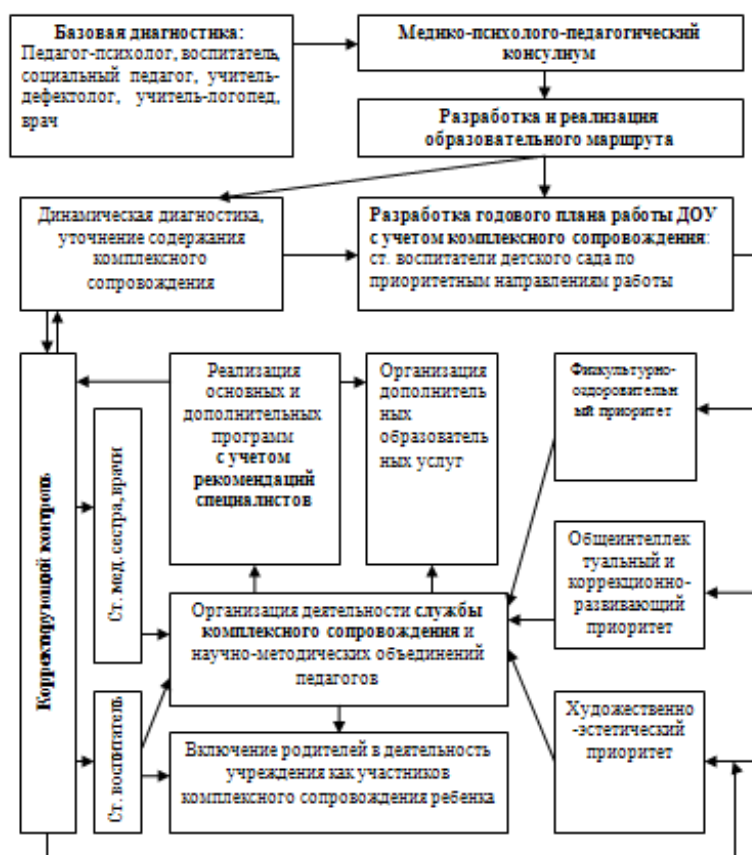 Базовая диагностика:
Педагог-психолог, воспитатель,
социальный педагог, учитель-
дефектолог, учитель-логопед,
врач
Медико-психолого-педагогический
консулиум
Разработка и реализация
образовательного маршрута
Динамическая диагностика,
уточнение содержания
комплексного
сопровождения
Разработка годового плана работы ДОУ
с учетом комплексного сопровождения:
ст. воспитатели детского сада по
приоритетным направлениям работы
Корректирующий контроль
Ст. мед. сестра, врачи
Ст. воспитатель
Реализация
основных и
дополнительных
программ
с учетом
рекомендаций
специалистов
Организация
дополнитель
ных
образователь
ных услуг
Физкультурно-
оздоровительн
ный приоритет
Общеинтеллек
туальный и
коррекционно-
развивающий
приоритет
Организация деятельности службы
комплексного сопровождения и
научно-методических объединений
педагогов
Художественно
-эстетический
приоритет
Включение родителей в деятельность
учреждения как участников
комплексного сопровождения ребенка